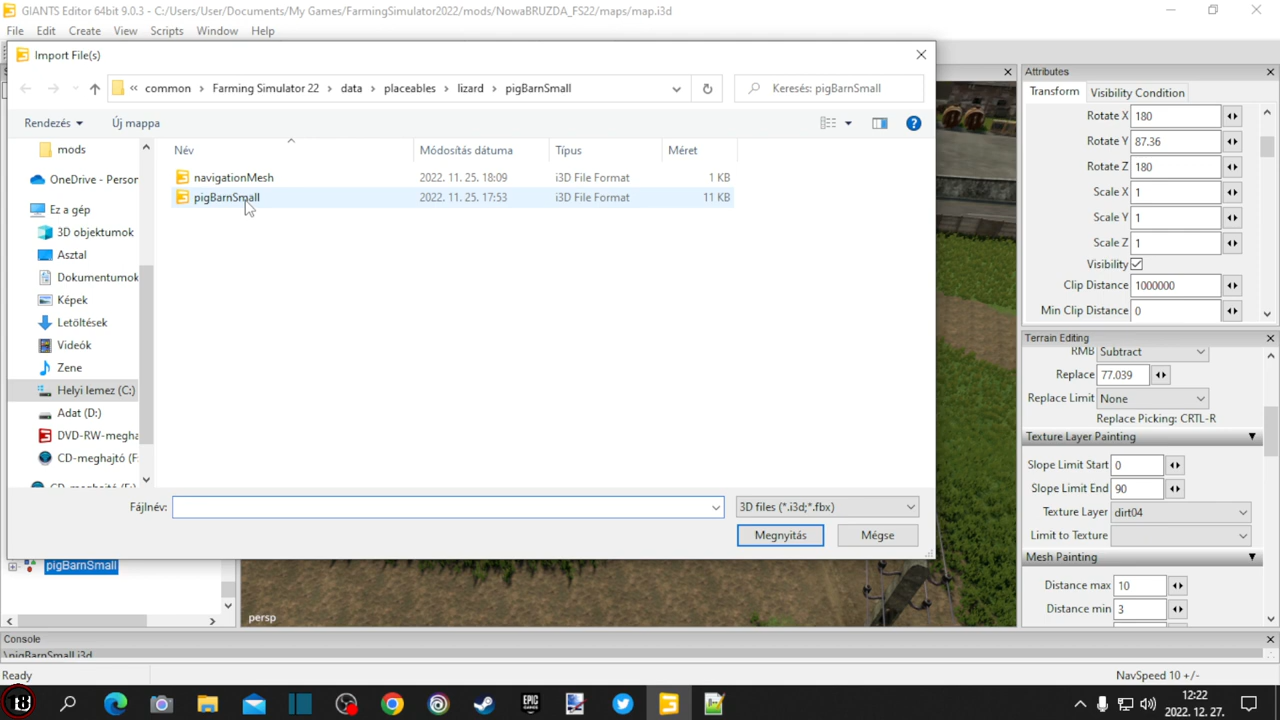 GIANTS Editor 64bit 9.0.3 - C:/Users/User/Documents/My Games/FarmingSimulator2022/mods/NowaBRUZDA_FS22/maps/map.i3d
File Edit Create View Scripts Window Help
Import File(s)
« common > Farming Simulator 22 > data > placeables > lizard > pigBarnSmall
Keresés: pigBarnSmall
Rendezés Új mappa
Név Módosítás dátuma Típus Méret
navigationMesh 2022. 11. 25. 18:09 i3D File Format 1 KB
pigBarnSmall 2022. 11. 25. 17:53 i3D File Format 11 KB
mods
OneDrive - Person
Ez a gép
3D objektumok
Asztal
Dokumentumok
Képek
Letöltések
Videók
Zene
Helyi lemez (C:)
Adat (D:)
DVD-RW-megha
CD-meghajtó (F:
CD-meghajtó (F:)
Fájlnév:
3D files (*.i3d;*.fbx)
Megnyitás Mégse
pigBarnSmall
persp
Attributes
Transform Visibility Condition
Rotate X 180
Rotate Y 87.36
Rotate Z 180
Scale X 1
Scale Y 1
Scale Z 1
Visibility
Clip Distance 1000000
Min Clip Distance 0
Terrain Editing
RMB Subtract
Replace 77.039
Replace Limit None
Replace Picking: CRTL-R
Texture Layer Painting
Slope Limit Start 0
Slope Limit End 90
Texture Layer dirt04
Limit to Texture
Mesh Painting
Distance max 10
Distance min 3
Console
\pigBarnSmall.i3d
Ready
NavSpeed 10 +/-
EPIC
GAMES
12:22
2022. 12. 27.